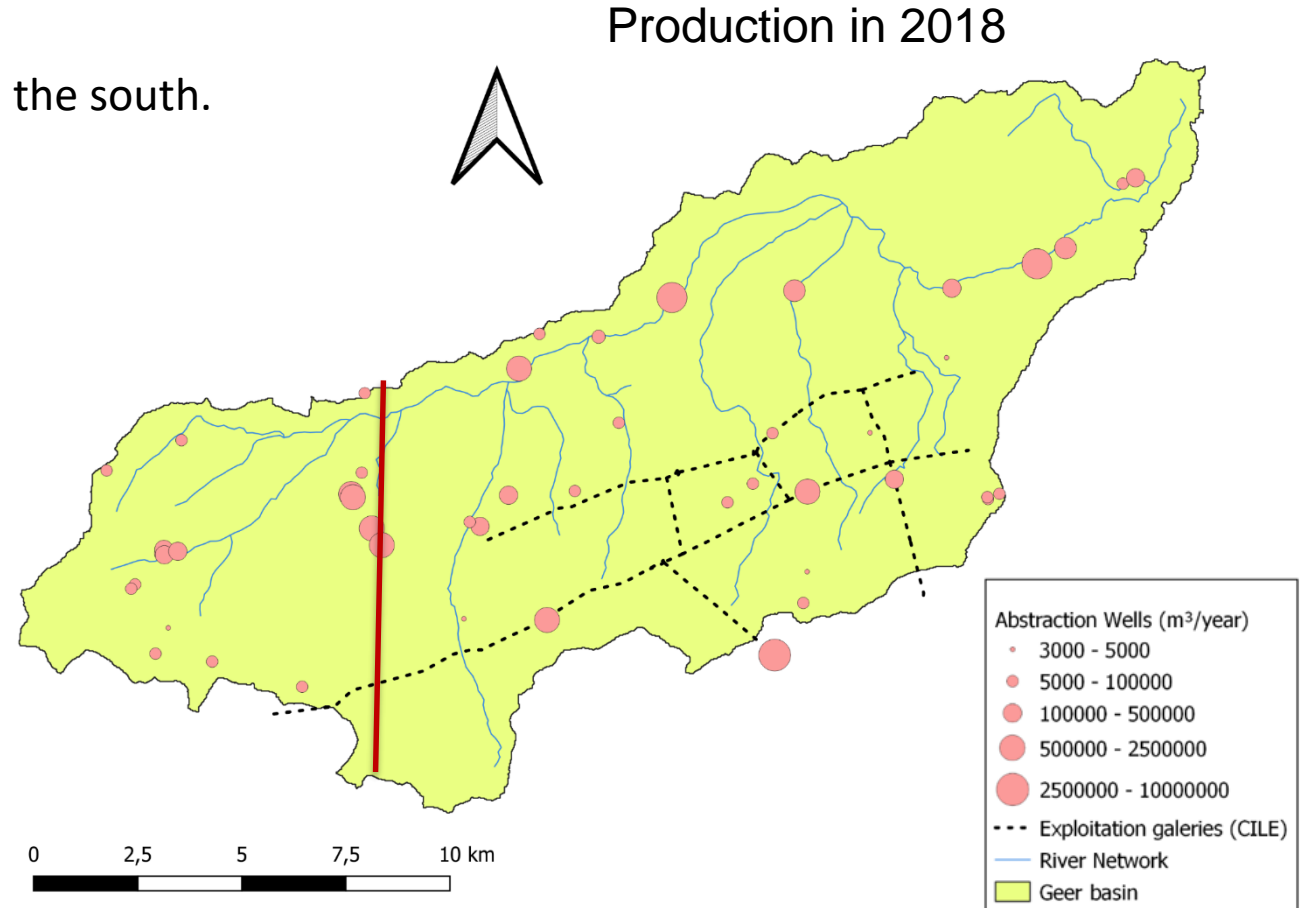 Production in 2018
the south.
Abstraction Wells (m³/year)
3000 - 5000
5000 - 100000
100000 - 500000
500000 - 2500000
2500000 - 10000000
Exploitation galeries (CILE)
River Network
Geer basin
0 2,5 5 7,5 10 km